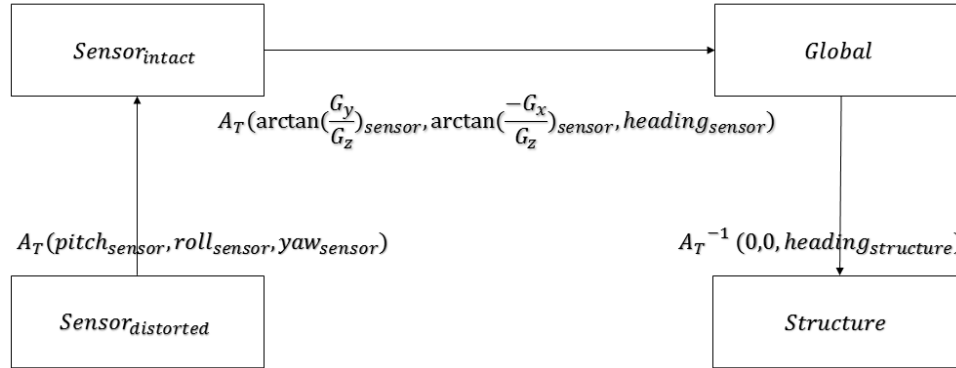 Sensor_intact
Global
A_T(arctan(G_y/G_z)_sensor, arctan(-G_x/G_z)_sensor, heading_sensor)
A_T(pitch_sensor, roll_sensor, yaw_sensor)
A_T^-1 (0,0, heading_structure)
Sensor_distorted
Structure